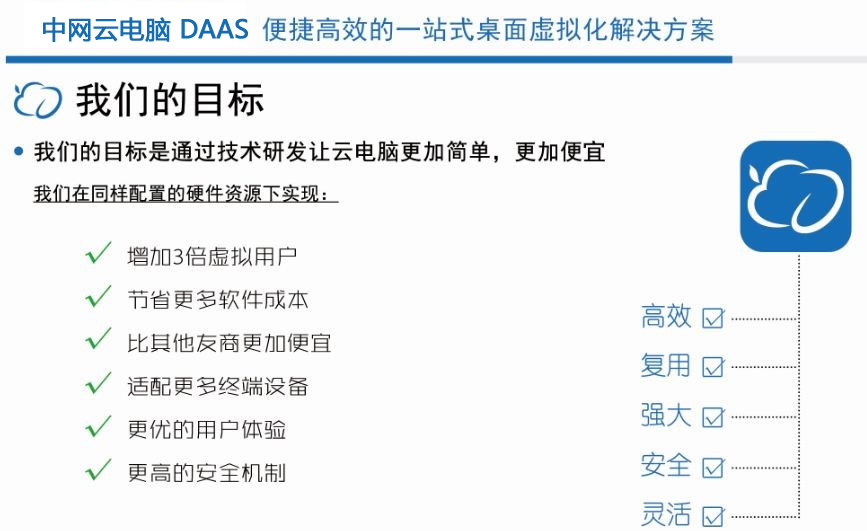 中网云电脑 DAAS 便捷高效的一站式桌面虚拟化解决方案
我们的目标
我们的目标是通过技术研发让云电脑更加简单，更加便宜
我们在同样配置的硬件资源下实现：
增加3倍虚拟用户
节省更多软件成本
比其他友商更加便宜
适配更多终端设备
更优的用户体验
更高的安全机制
高效
复用
强大
安全
灵活